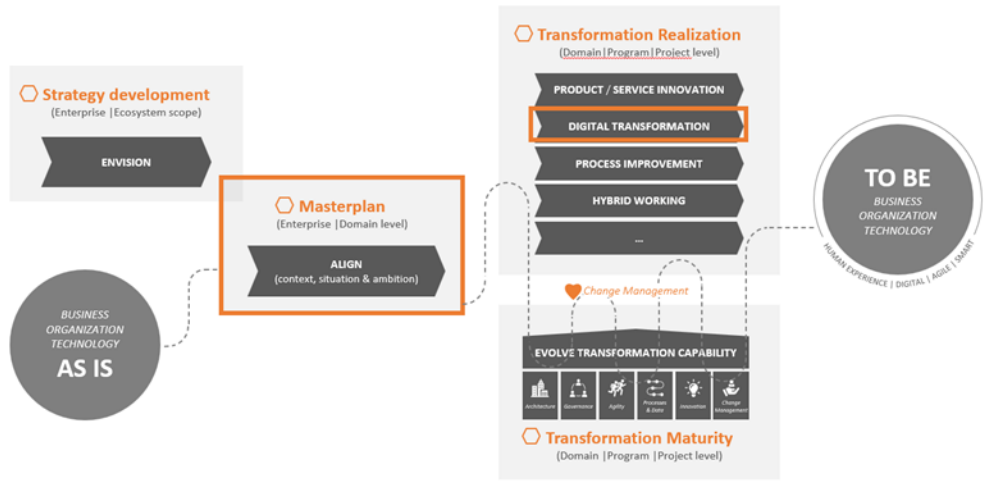 Strategy development
(Enterprise |Ecosystem scope)
ENVISION
BUSINESS
ORGANIZATION
TECHNOLOGY
AS IS
Masterplan
(Enterprise |Domain level)
ALIGN
(context, situation & ambition)
Transformation Realization
(Domain|Program|Project level)
PRODUCT / SERVICE INNOVATION
DIGITAL TRANSFORMATION
PROCESS IMPROVEMENT
HYBRID WORKING
...
Change Management
EVOLVE TRANSFORMATION CAPABILITY
Architecture
Governance
Agility
Processes
& Data
Innovation
Change
Management
Transformation Maturity
(Domain |Program |Project level)
TO BE
BUSINESS
ORGANIZATION
TECHNOLOGY
HUMAN EXPERIENCE | DIGITAL | AGILE | SMART